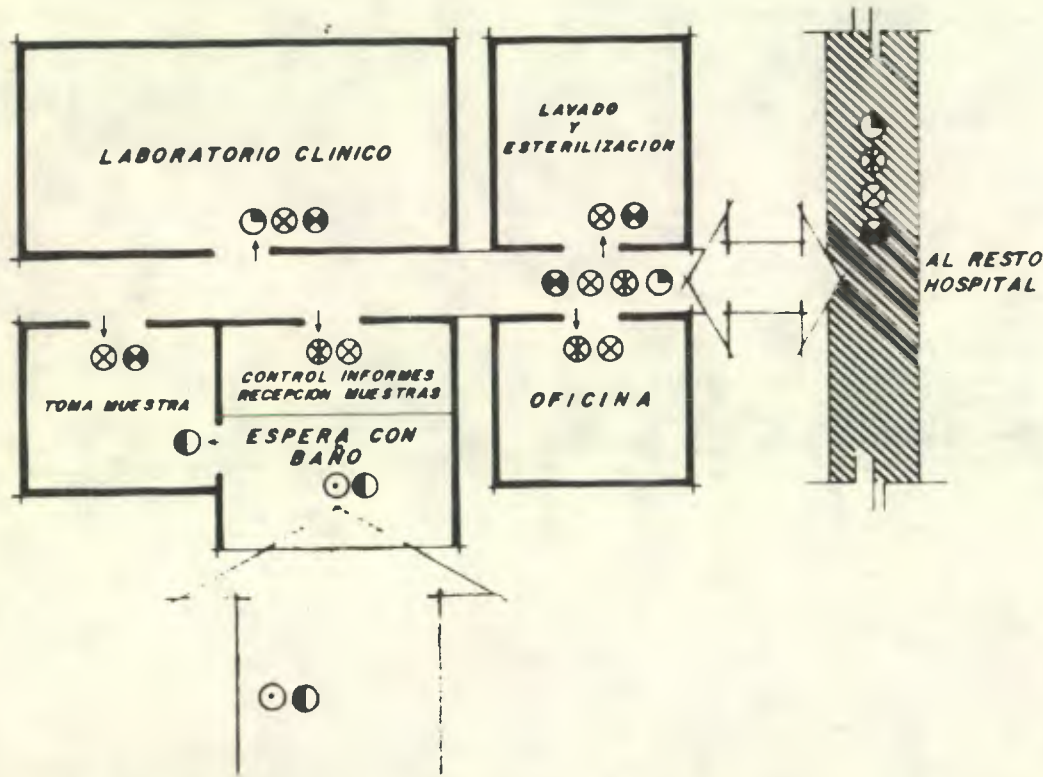 LABORATORIO CLINICO
LAVADO
Y
ESTERILIZACION
AL RESTO
HOSPITAL
CONTROL INFORMES
RECEPCION MUESTRAS
TOMA MUESTRA
OFICINA
ESPERA CON
BAÑO